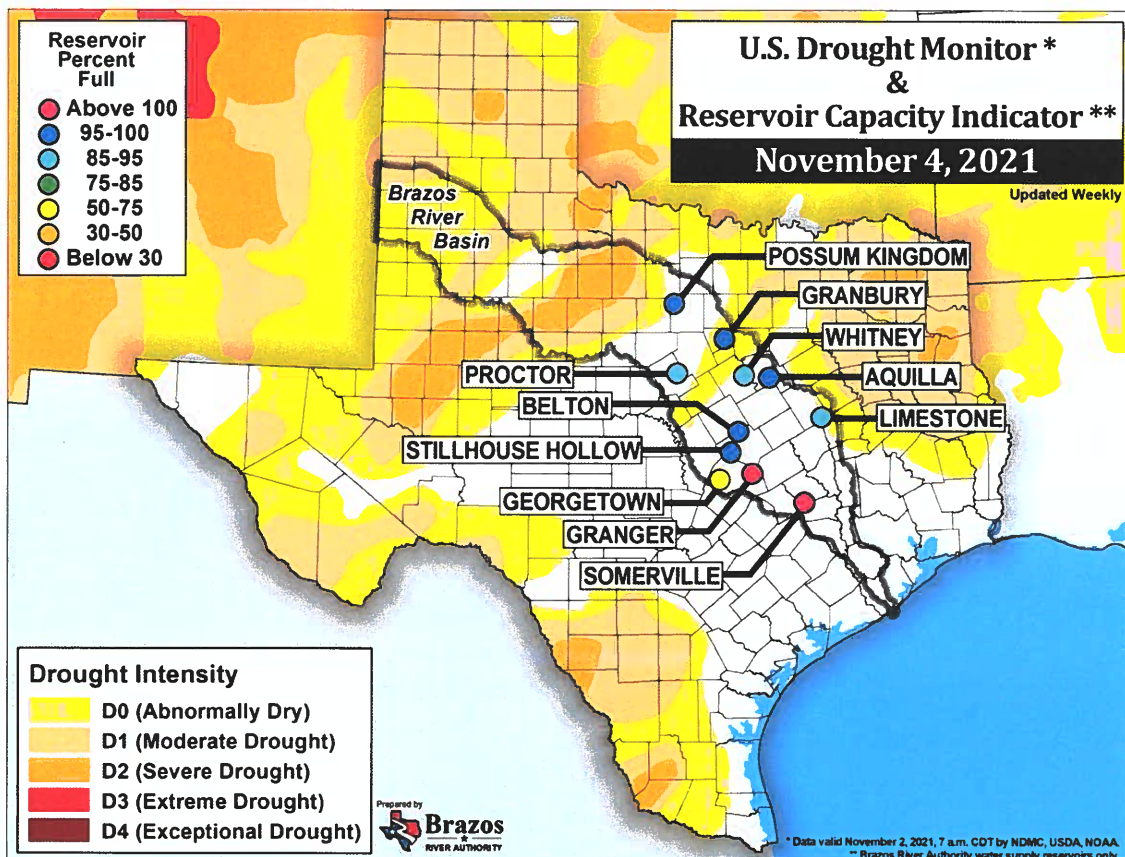 Reservoir
Percent
Full
Above 100
95-100
85-95
75-85
50-75
30-50
Below 30
U.S. Drought Monitor *
&
Reservoir Capacity Indicator **
November 4, 2021
Updated Weekly
Brazos
River
Basin
POSSUM KINGDOM
GRANBURY
WHITNEY
PROCTOR
AQUILLA
BELTON
LIMESTONE
STILLHOUSE HOLLOW
GEORGETOWN
GRANGER
SOMERVILLE
Drought Intensity
D0 (Abnormally Dry)
D1 (Moderate Drought)
D2 (Severe Drought)
D3 (Extreme Drought)
D4 (Exceptional Drought)
Prepared by
Brazos
RIVER AUTHORITY
* Data valid November 2, 2021, 7 a.m. CDT by NDMC, USDA, NOAA.
** Brazos River Authority water supply reservoirs only.